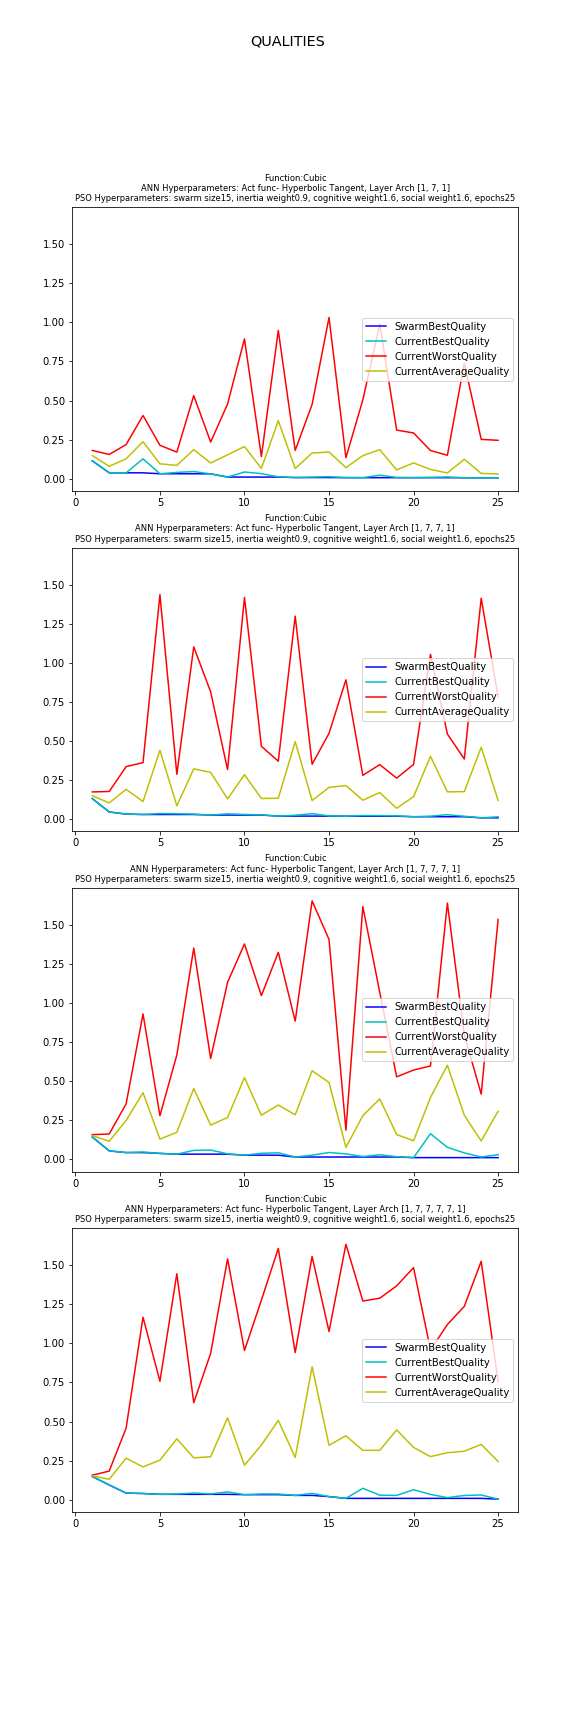 QUALITIES
Function:Cubic
ANN Hyperparameters: Act func- Hyperbolic Tangent, Layer Arch [1, 7, 1]
PSO Hyperparameters: swarm size15, inertia weight0.9, cognitive weight1.6, social weight1.6, epochs25
1.50
1.25
1.00
0.75
0.50
0.25
0.00
SwarmBestQuality
CurrentBestQuality
CurrentWorstQuality
CurrentAverageQuality
0 5 10 15 20 25
Function:Cubic
ANN Hyperparameters: Act func- Hyperbolic Tangent, Layer Arch [1, 7, 7, 1]
PSO Hyperparameters: swarm size15, inertia weight0.9, cognitive weight1.6, social weight1.6, epochs25
1.50
1.25
1.00
0.75
0.50
0.25
0.00
SwarmBestQuality
CurrentBestQuality
CurrentWorstQuality
CurrentAverageQuality
0 5 10 15 20 25
Function:Cubic
ANN Hyperparameters: Act func- Hyperbolic Tangent, Layer Arch [1, 7, 7, 7, 1]
PSO Hyperparameters: swarm size15, inertia weight0.9, cognitive weight1.6, social weight1.6, epochs25
1.50
1.25
1.00
0.75
0.50
0.25
0.00
SwarmBestQuality
CurrentBestQuality
CurrentWorstQuality
CurrentAverageQuality
0 5 10 15 20 25
Function:Cubic
ANN Hyperparameters: Act func- Hyperbolic Tangent, Layer Arch [1, 7, 7, 7, 7, 1]
PSO Hyperparameters: swarm size15, inertia weight0.9, cognitive weight1.6, social weight1.6, epochs25
1.50
1.25
1.00
0.75
0.50
0.25
0.00
SwarmBestQuality
CurrentBestQuality
CurrentWorstQuality
CurrentAverageQuality
0 5 10 15 20 25